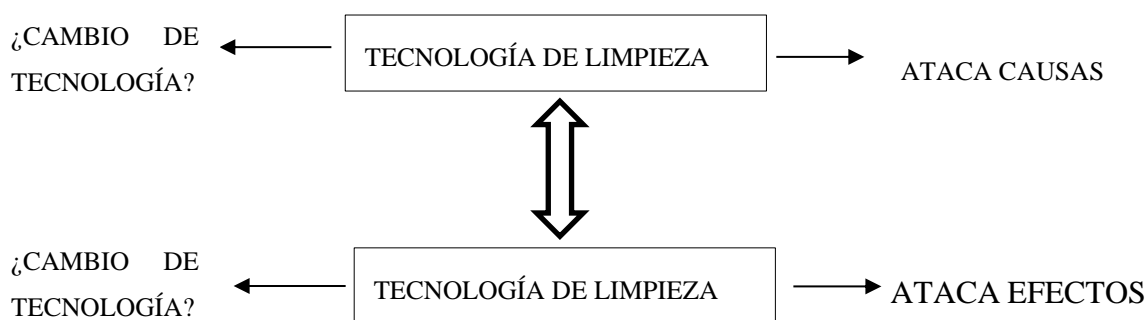 ¿CAMBIO DE
TECNOLOGÍA?
TECNOLOGÍA DE LIMPIEZA
ATACA CAUSAS
¿CAMBIO DE
TECNOLOGÍA?
TECNOLOGÍA DE LIMPIEZA
ATACA EFECTOS